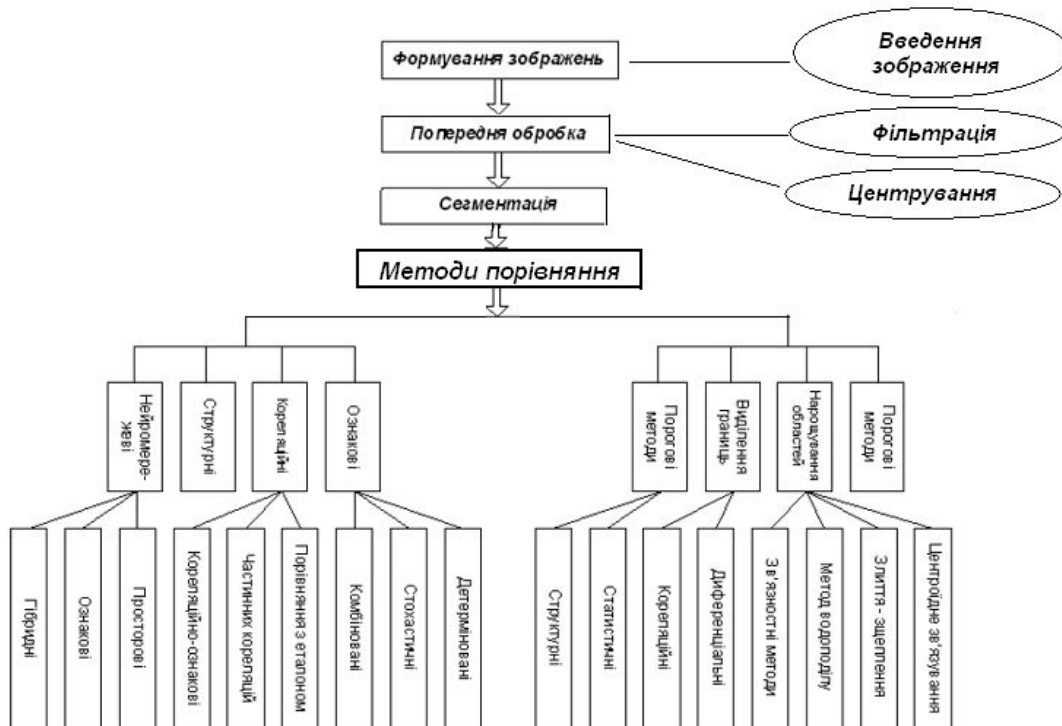 Формування зображень
Введення
зображення
Попередня обробка
Фільтрація
Центрування
Сегментація
Методи порівняння
Нейромере-
жеві
Структурні
Кореляційні
Ознакові
Порогові
методи
Виділення
границь
Нарощування
областей
Порогові
методи
Гібридні
Ознакові
Просторові
Кореляційно-ознакові
Частинних кореляцій
Порівняння з еталоном
Комбіновані
Стохастичні
Детерміновані
Структурні
Статистичні
Кореляційні
Диференціальні
Зв'язностні методи
Метод водоподілу
Злиття - зщеплення
Центроїдне зв'язування